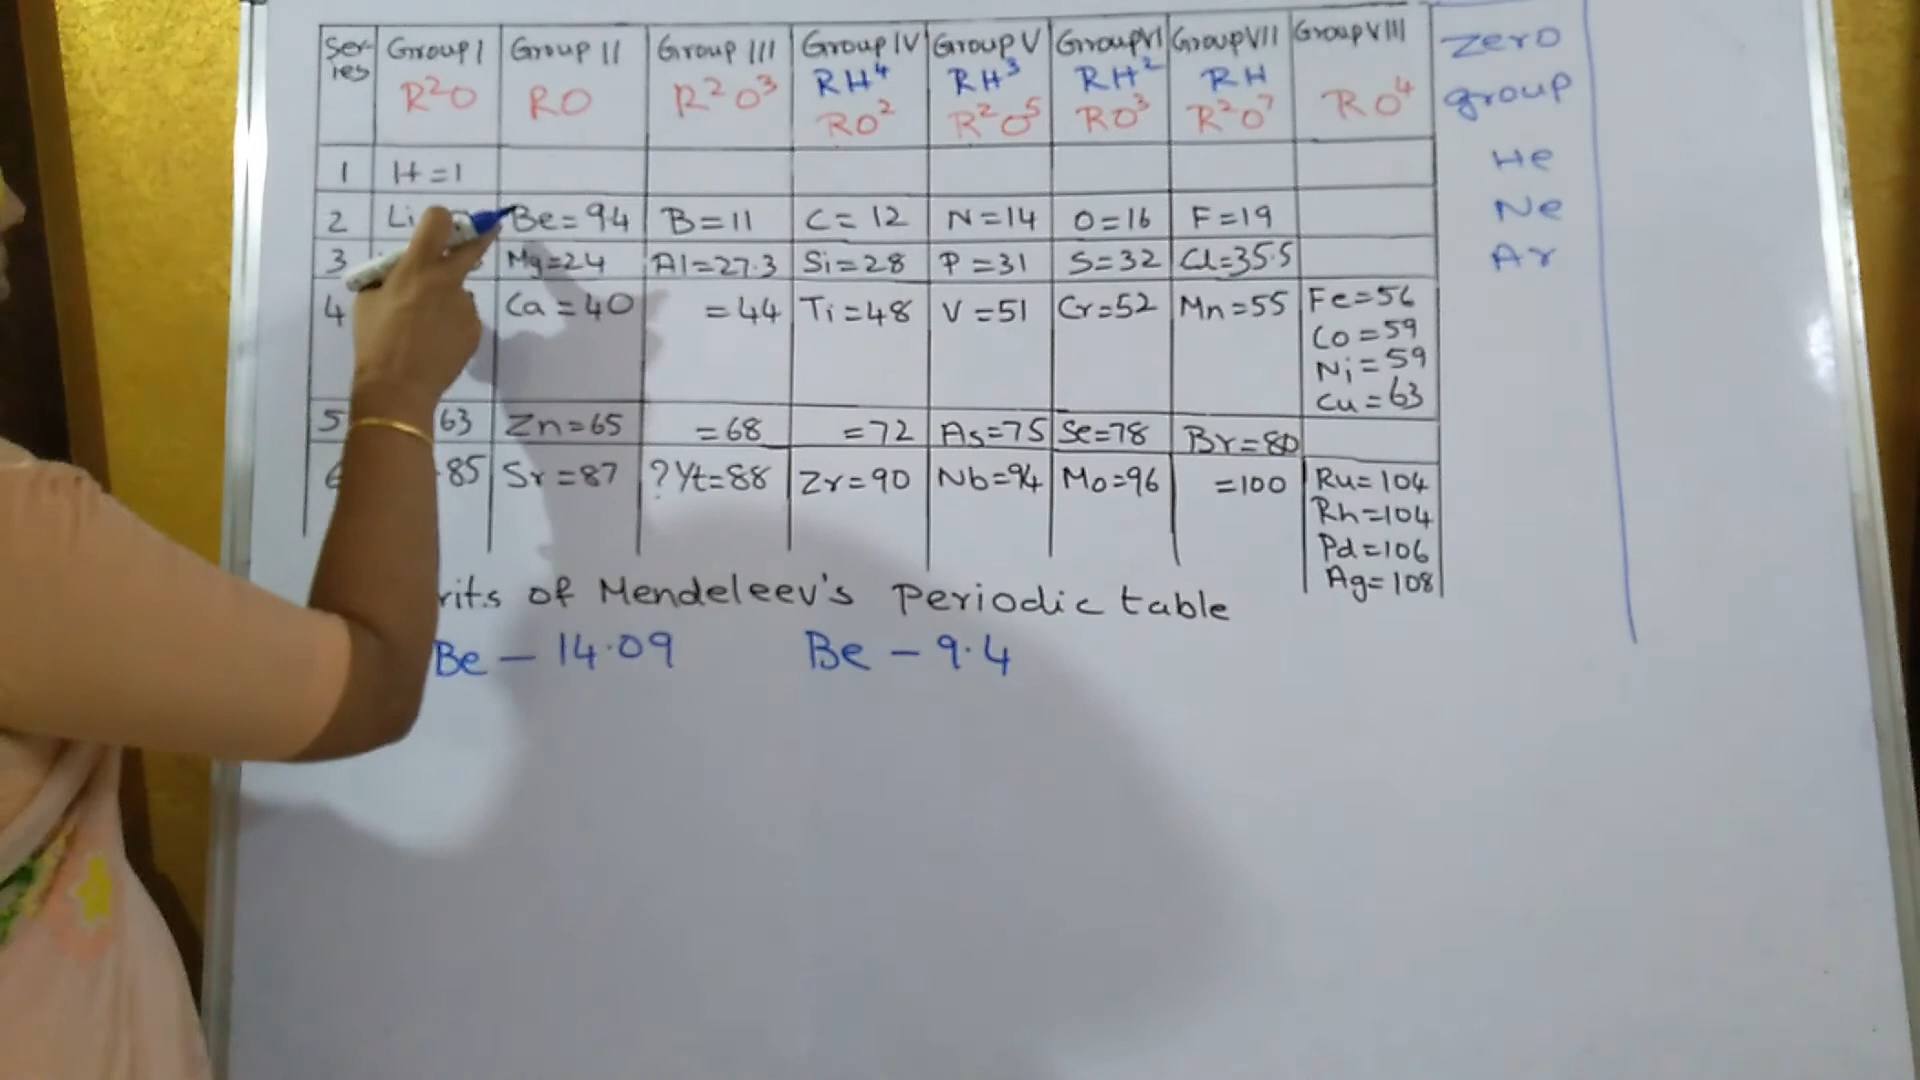 Ser- Group I Group II Group III Group IV Group V Group VI Group VII Group VIII Zero
ies R²O RO R²O³ RH⁴ RH³ RH² RH RO⁴ group
RO² R²O⁵ RO³ R²O⁷
1 H=1 He
2 Li Be=94 B=11 C=12 N=14 O=16 F=19 Ne
3 Mg=24 Al=27.3 Si=28 P=31 S=32 Cl=35.5 Ar
4 Ca=40 =44 Ti=48 V=51 Cr=52 Mn=55 Fe=56
Co=59
Ni=59
Cu=63
5 63 Zn=65 =68 =72 As=75 Se=78 Br=80
85 Sr=87 ?Yt=88 Zr=90 Nb=94 Mo=96 =100 Ru=104
Rh=104
Pd=106
Ag=108
rits of Mendeleev's periodic table
Be - 14.09 Be - 9.4